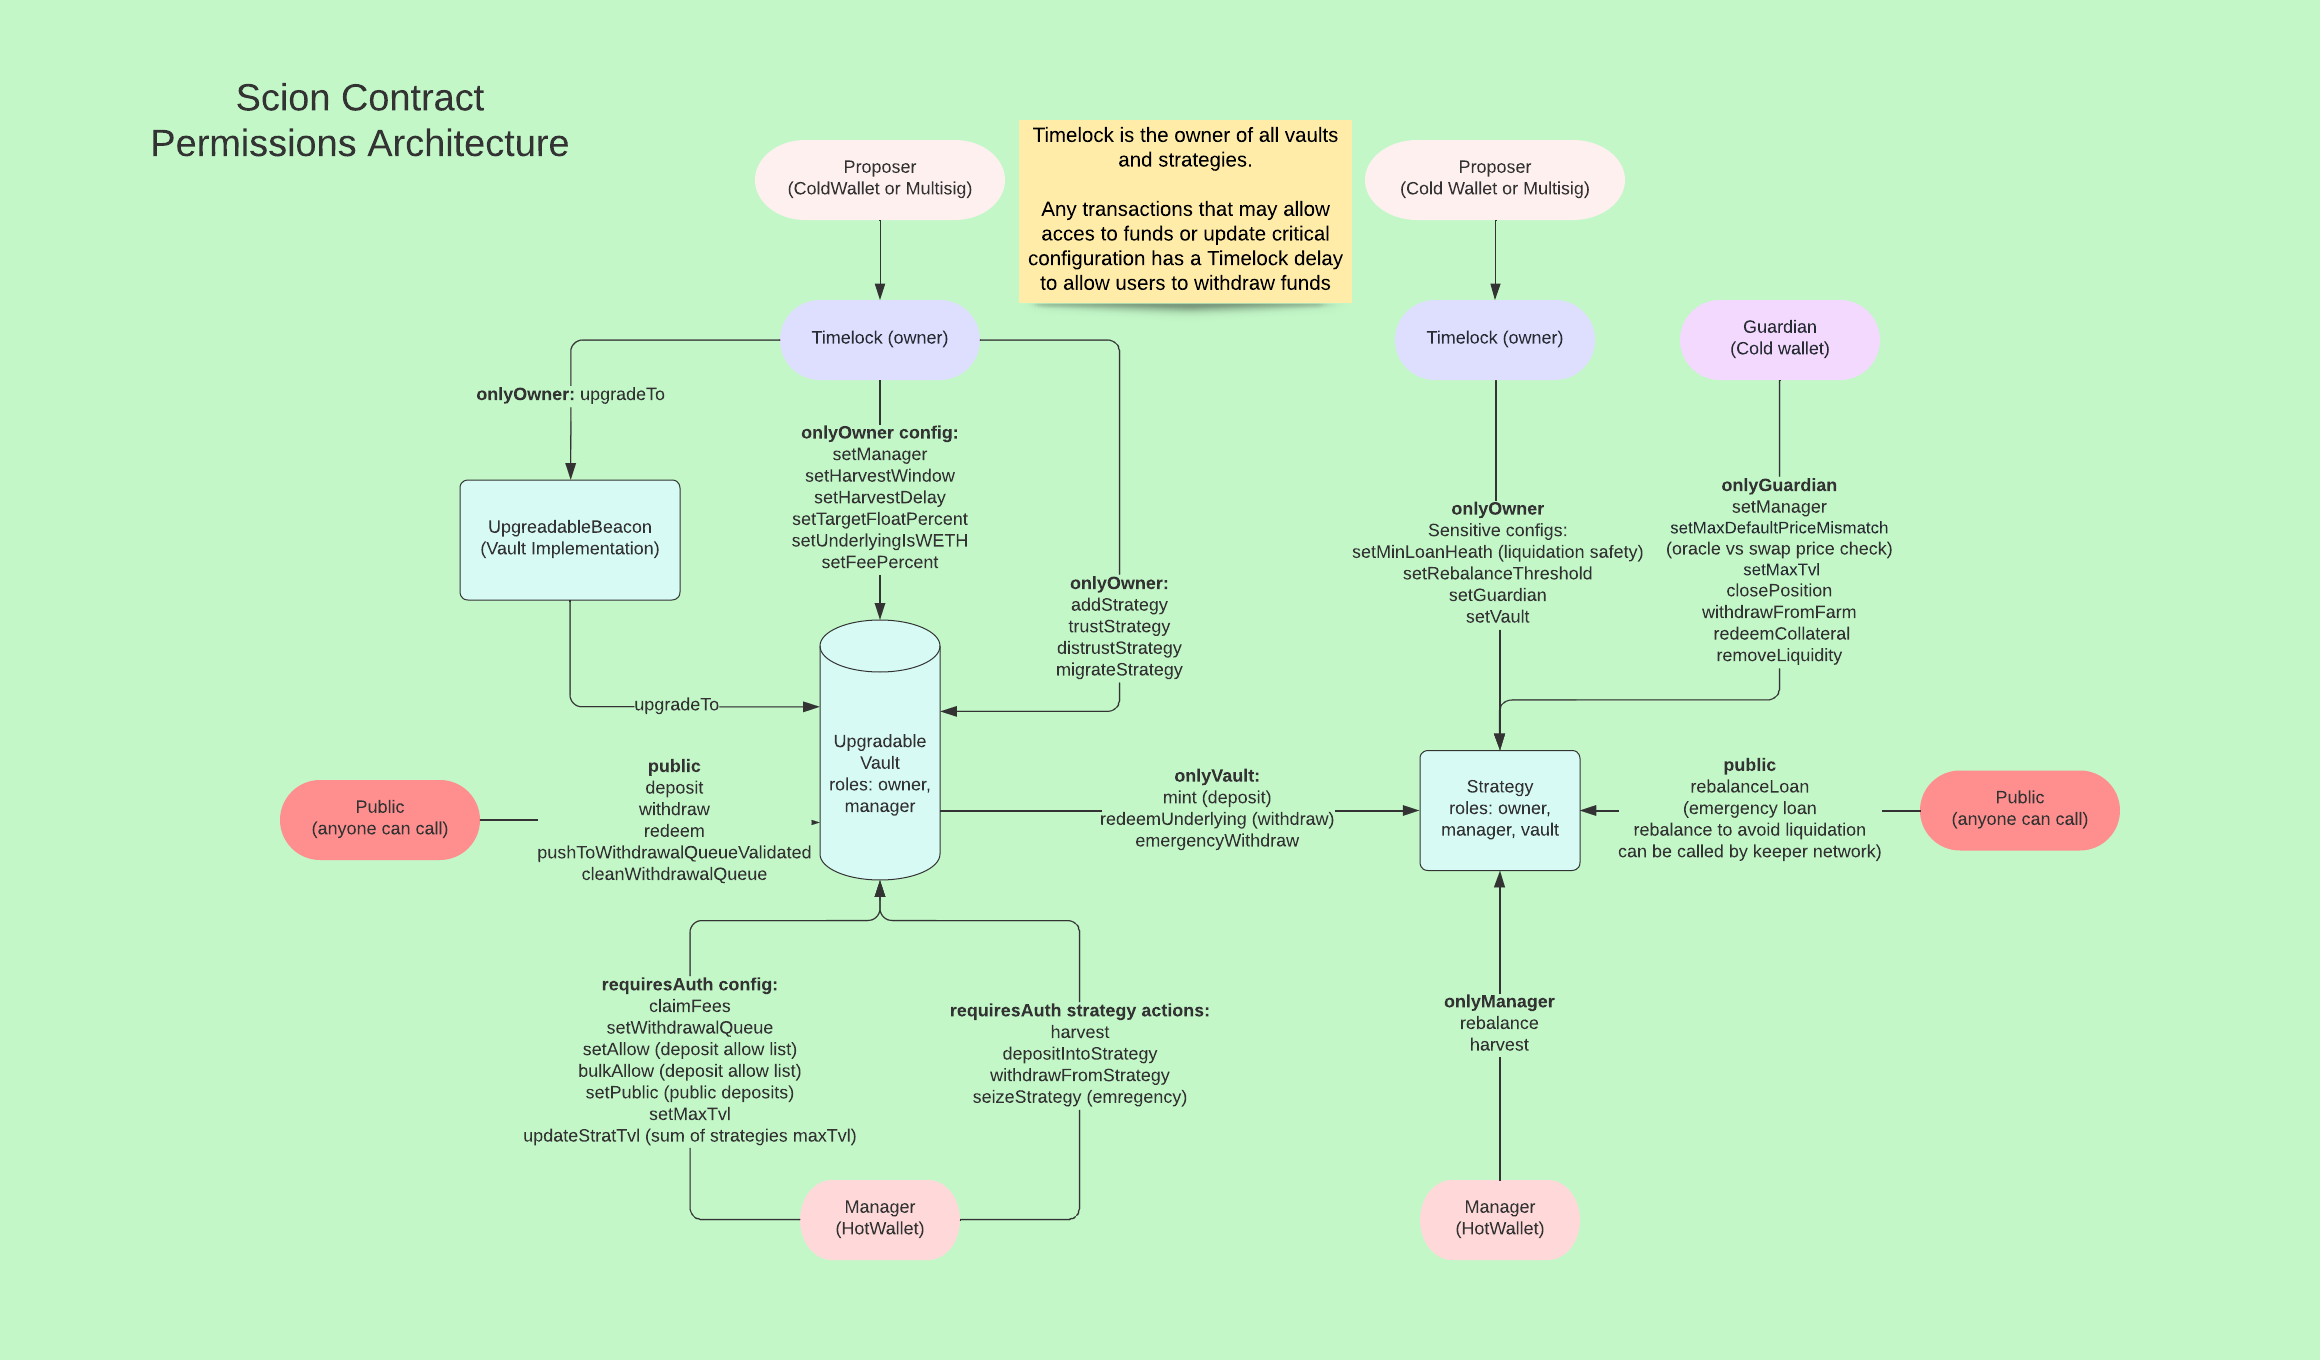 Scion Contract
Permissions Architecture
Proposer
(ColdWallet or Multisig)
Timelock is the owner of all vaults
and strategies.
Any transactions that may allow
acces to funds or update critical
configuration has a Timelock delay
to allow users to withdraw funds
Proposer
(Cold Wallet or Multisig)
Timelock (owner)
Timelock (owner)
Guardian
(Cold wallet)
onlyOwner: upgradeTo
onlyOwner config:
setManager
setHarvestWindow
setHarvestDelay
setTargetFloatPercent
setUnderlyingIsWETH
setFeePercent
onlyOwner:
addStrategy
trustStrategy
distrustStrategy
migrateStrategy
onlyOwner
Sensitive configs:
setMinLoanHeath (liquidation safety)
setRebalanceThreshold
setGuardian
setVault
onlyGuardian
setManager
setMaxDefaultPriceMismatch
(oracle vs swap price check)
setMaxTvl
closePosition
withdrawFromFarm
redeemCollateral
removeLiquidity
UpgreadableBeacon
(Vault Implementation)
upgradeTo
Upgradable
Vault
roles: owner,
manager
Public
(anyone can call)
public
deposit
withdraw
redeem
pushToWithdrawalQueueValidated
cleanWithdrawalQueue
onlyVault:
mint (deposit)
redeemUnderlying (withdraw)
emergencyWithdraw
Strategy
roles: owner,
manager, vault
public
rebalanceLoan
(emergency loan
rebalance to avoid liquidation
can be called by keeper network)
Public
(anyone can call)
requiresAuth config:
claimFees
setWithdrawalQueue
setAllow (deposit allow list)
bulkAllow (deposit allow list)
setPublic (public deposits)
setMaxTvl
updateStratTvl (sum of strategies maxTvl)
requiresAuth strategy actions:
harvest
depositIntoStrategy
withdrawFromStrategy
seizeStrategy (emregency)
onlyManager
rebalance
harvest
Manager
(HotWallet)
Manager
(HotWallet)